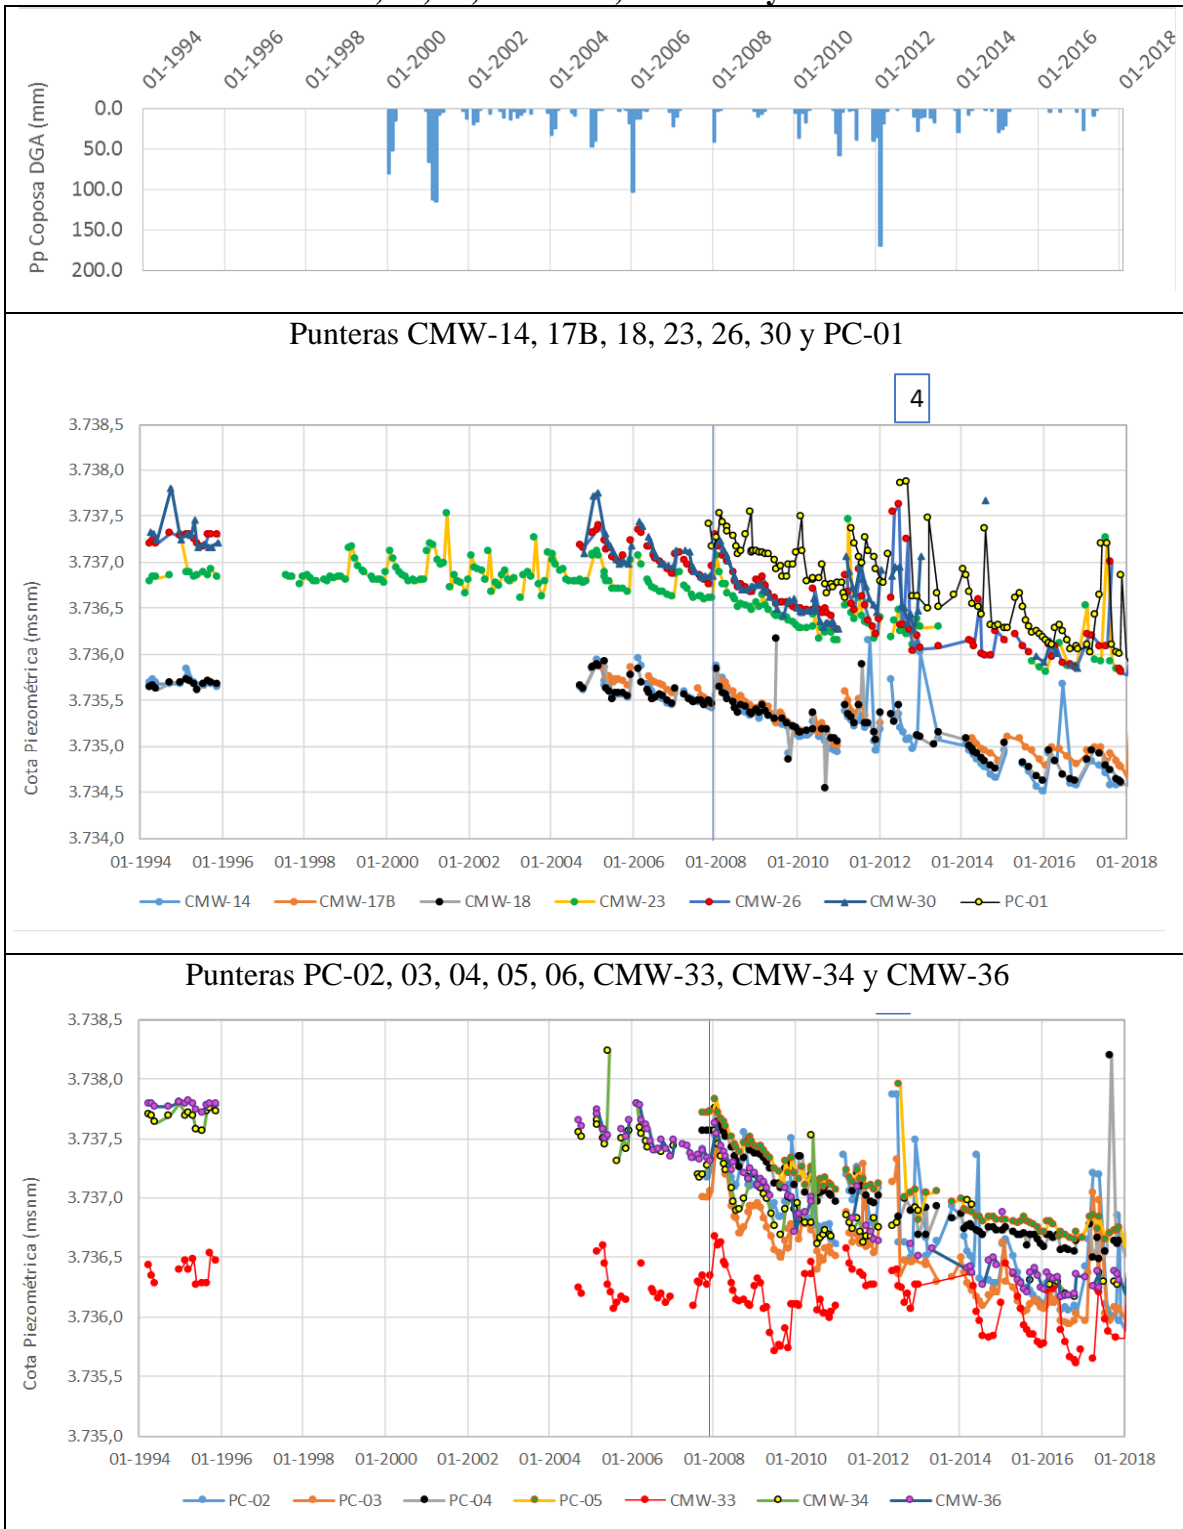 01-1994 01-1996 01-1998 01-2000 01-2002 01-2004 01-2006 01-2008 01-2010 01-2012 01-2014 01-2016 01-2018
Pp Coposa DGA (mm)
0.0
50.0
100.0
150.0
200.0
Punteras CMW-14, 17B, 18, 23, 26, 30 y PC-01
4
Cota Piezométrica (msnm)
3.738,5
3.738,0
3.737,5
3.737,0
3.736,5
3.736,0
3.735,5
3.735,0
3.734,5
3.734,0
01-1994 01-1996 01-1998 01-2000 01-2002 01-2004 01-2006 01-2008 01-2010 01-2012 01-2014 01-2016 01-2018
CMW-14 CMW-17B CMW-18 CMW-23 CMW-26 CMW-30 PC-01
Punteras PC-02, 03, 04, 05, 06, CMW-33, CMW-34 y CMW-36
Cota Piezométrica (msnm)
3.738,5
3.738,0
3.737,5
3.737,0
3.736,5
3.736,0
3.735,5
3.735,0
01-1994 01-1996 01-1998 01-2000 01-2002 01-2004 01-2006 01-2008 01-2010 01-2012 01-2014 01-2016 01-2018
PC-02 PC-03 PC-04 PC-05 CMW-33 CMW-34 CMW-36